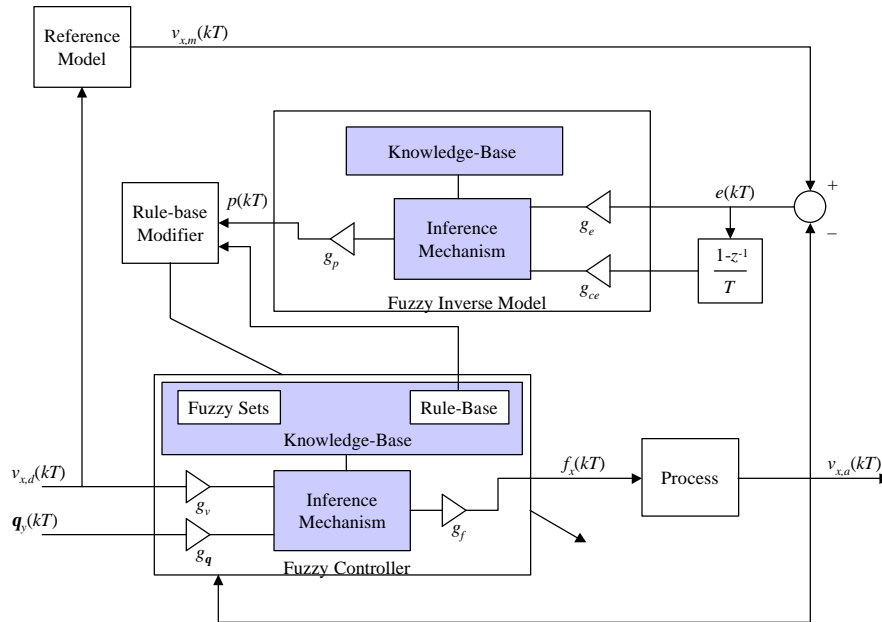 Reference
Model
v_{x,m}(kT)
Knowledge-Base
Inference
Mechanism
g_e
g_{ce}
g_p
Fuzzy Inverse Model
p(kT)
Rule-base
Modifier
e(kT)
+
−
1-z^{-1}
T
Fuzzy Sets
Rule-Base
Knowledge-Base
v_{x,d}(kT)
q_y(kT)
g_v
g_q
Inference
Mechanism
g_f
Fuzzy Controller
f_x(kT)
Process
v_{x,a}(kT)